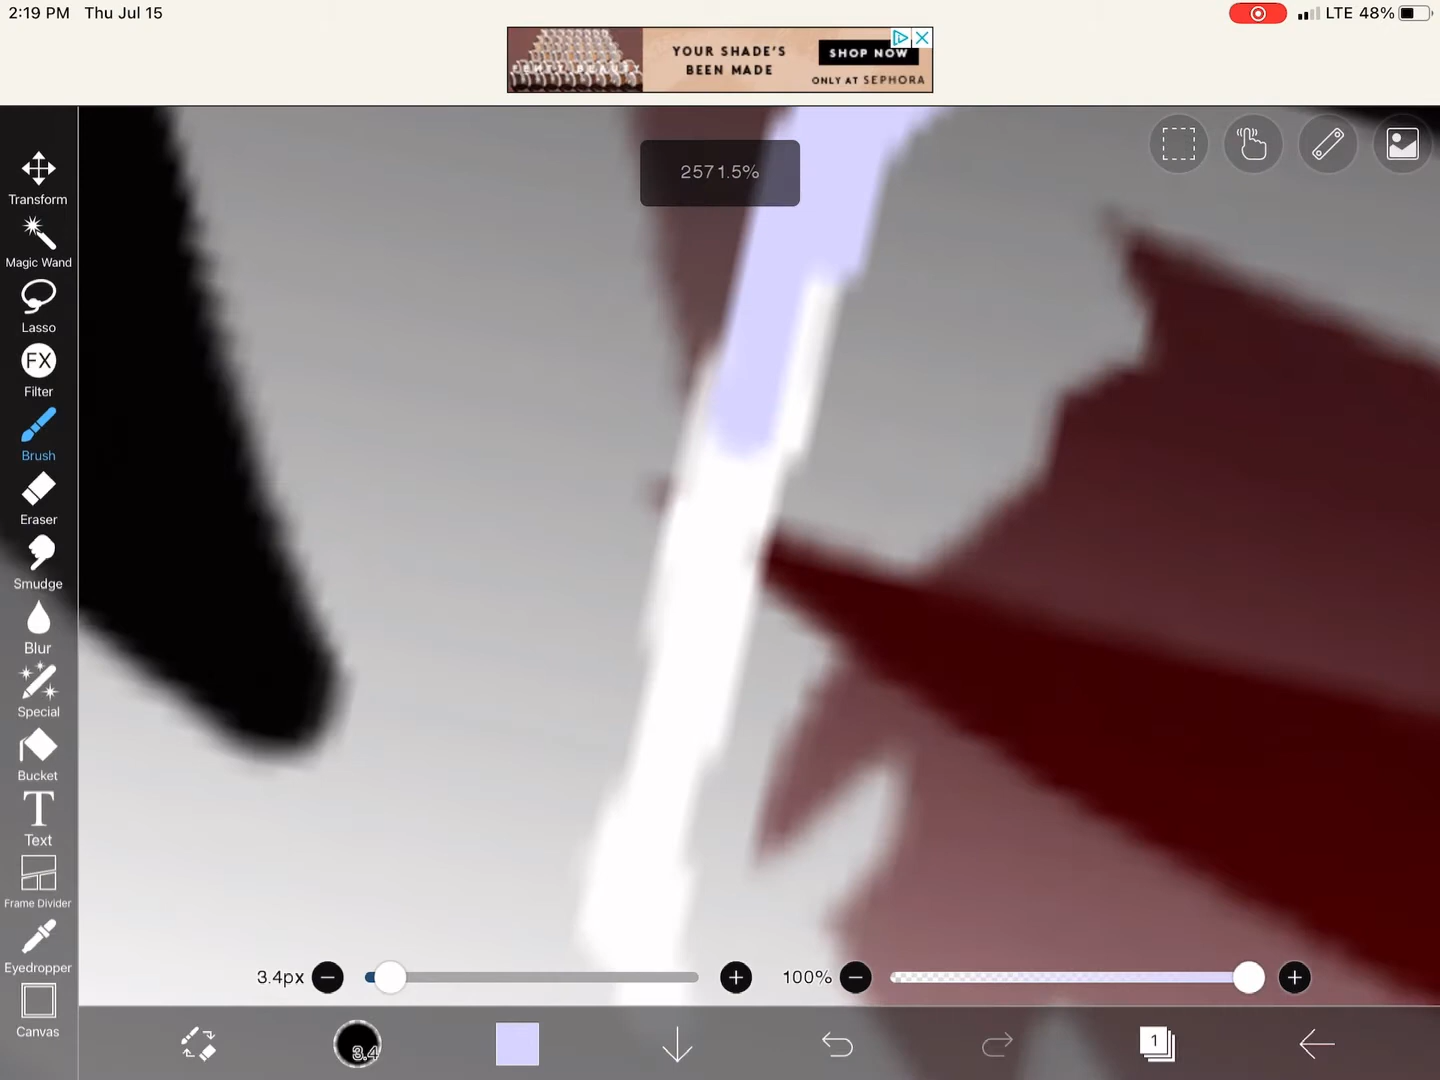 2:19 PM Thu Jul 15
LTE 48%
FENTY BEAUTY
YOUR SHADE'S
BEEN MADE
SHOP NOW
ONLY AT SEPHORA
2571.5%
Transform
Magic Wand
Lasso
FX
Filter
Brush
Eraser
Smudge
Blur
Special
Bucket
T
Text
Frame Divider
Eyedropper
Canvas
3.4px
100%
3.4
1